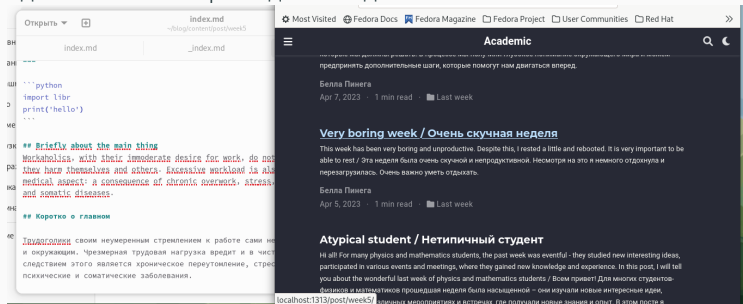 Открыть
index.md
~/blog/content/post/week5
index.md
_index.md
```python
import libr
print('hello')
```
## Briefly about the main thing
Workaholics, with their immoderate desire for work, do not
they harm themselves and others. Excessive workload is
medical aspect: a consequence of chronic overwork, stress,
and somatic diseases.
## Коротко о главном
Трудоголики своим неумеренным стремлением к работе сами не
и окружающим. Чрезмерная трудовая нагрузка вредит и в
следствием этого является хроническое переутомление,
психические и соматические заболевания.
Most Visited
Fedora Docs
Fedora Magazine
Fedora Project
User Communities
Red Hat
Academic
предпринять дополнительные шаги, которые помогут нам двигаться вперед.
Белла Пинега
Apr 7, 2023 · 1 min read · Last week
Very boring week / Очень скучная неделя
This week has been very boring and unproductive. Despite this, I rested a little and rebooted. It is very important to be
able to rest / Эта неделя была очень скучной и непродуктивной. Несмотря на это я немного отдохнула и
перезагрузилась. Очень важно уметь отдыхать.
Белла Пинега
Apr 5, 2023 · 1 min read · Last week
Atypical student / Нетипичный студент
Hi all! For many physics and mathematics students, the past week was eventful - they studied new interesting ideas,
participated in various events and meetings, where they gained new knowledge and experience. In this post, I will tell
you about the wonderful last week of physics and mathematics students / Всем привет! Для многих студентов-
физиков и математиков прошедшая неделя была насыщенной – они изучали новые интересные идеи,
localhost:1313/post/week5/
мероприятиях и встречах, где получали новые знания и опыт. В этом посте я